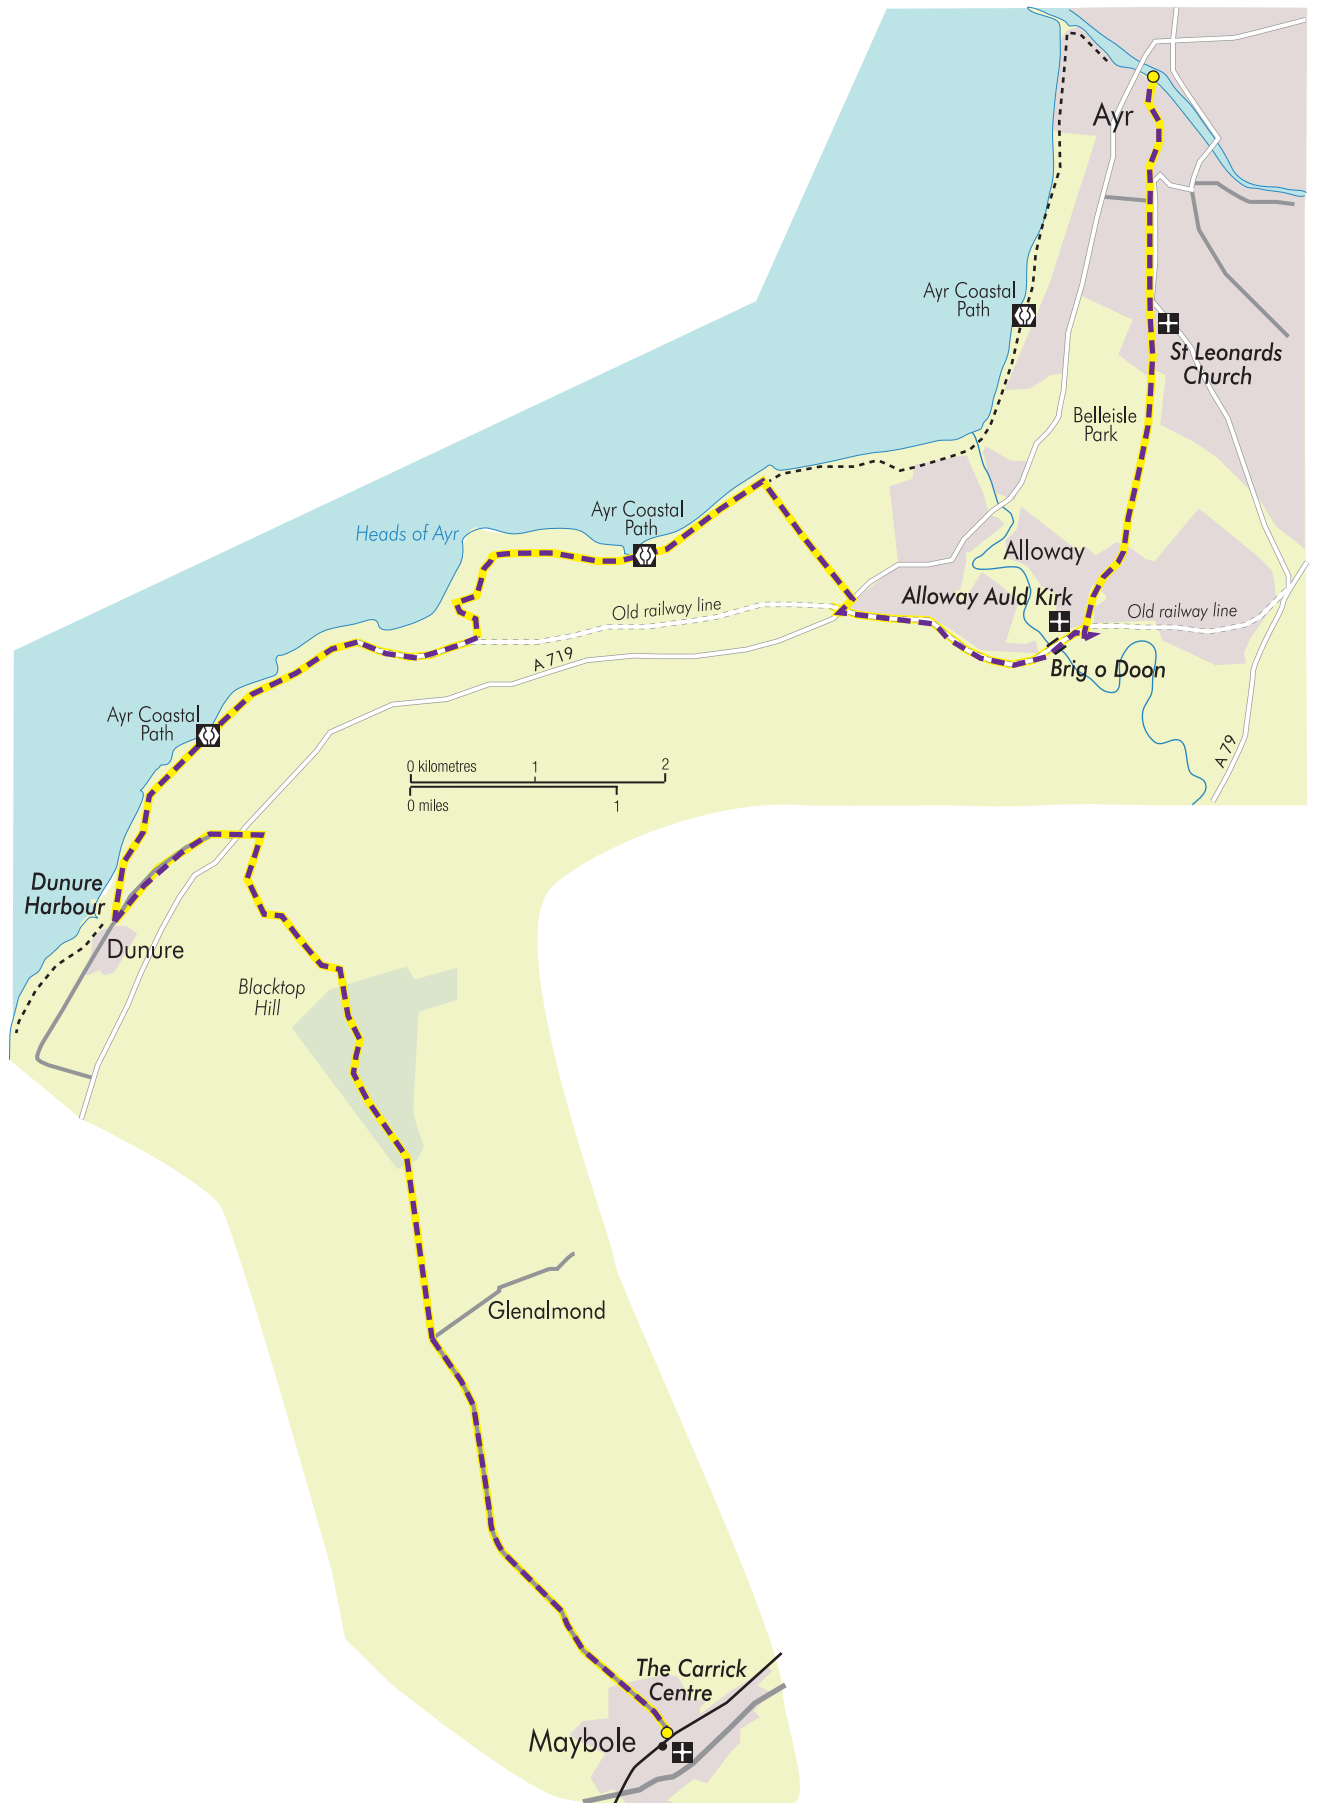 Ayr
Ayr Coastal
Path
St Leonards
Church
Belleisle
Park
Ayr Coastal
Path
Heads of Ayr
Alloway
Alloway Auld Kirk
Old railway line
Old railway line
Brig o Doon
A 719
Ayr Coastal
Path
A 79
0 kilometres 1 2
0 miles 1
Dunure
Harbour
Dunure
Blacktop
Hill
Glenalmond
The Carrick
Centre
Maybole